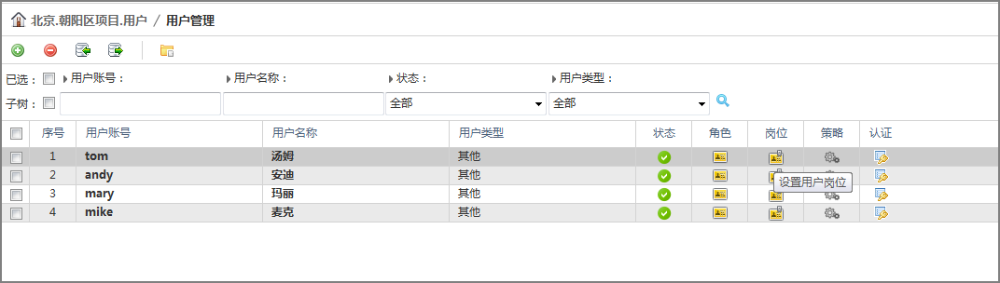 北京.朝阳区项目.用户 / 用户管理
已选： 用户账号： 用户名称： 状态： 用户类型：
子树： 全部 全部
序号 用户账号 用户名称 用户类型 状态 角色 岗位 策略 认证
1 tom 汤姆 其他
2 andy 安迪 其他
设置用户岗位
3 mary 玛丽 其他
4 mike 麦克 其他